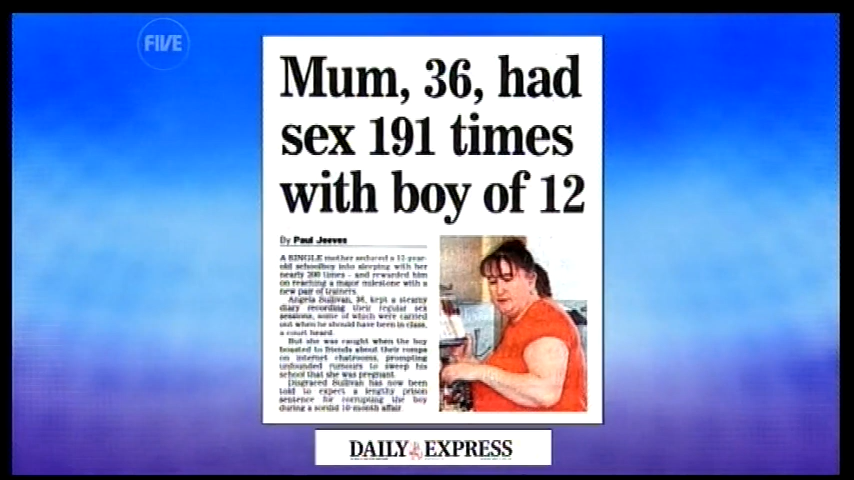 FIVE
Mum, 36, had
sex 191 times
with boy of 12
By Paul Jeeves
A SINGLE mother seduced a 12-year-
old schoolboy into sleeping with her
nearly 200 times - and rewarded him
on reaching a major milestone with a
new pair of trainers.
Angela Sullivan, 36, kept a steamy
diary recording their regular sex
sessions, some of which were carried
out when he should have been in class,
a court heard.
But she was caught when the boy
boasted to friends about their romps
on internet chatrooms, prompting
unfounded rumours to sweep his
school that she was pregnant.
Disgraced Sullivan has now been
told to expect a lengthy prison
sentence for corrupting the boy
during a sordid 10-month affair.
DAILY EXPRESS